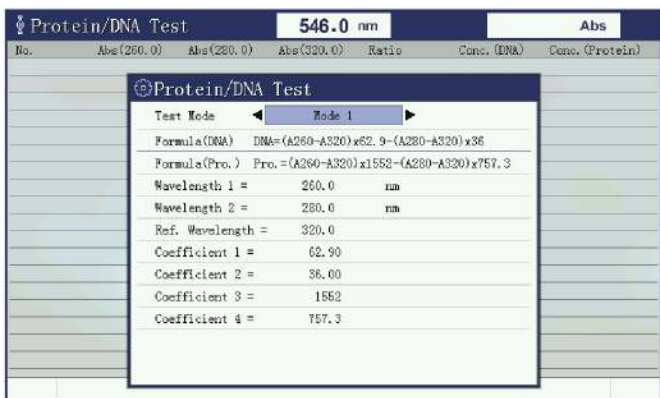 Protein/DNA Test 546.0 nm Abs
No. Abs(260.0) Abs(280.0) Abs(320.0) Ratio Conc. (DNA) Conc. (Protein)
Protein/DNA Test
Test Mode Mode 1
Formula(DNA) DNA=(A260-A320)x62.9-(A280-A320)x36
Formula(Pro.) Pro.=(A260-A320)x1552-(A280-A320)x757.3
Wavelength 1 = 260.0 nm
Wavelength 2 = 280.0 nm
Ref. Wavelength = 320.0
Coefficient 1 = 62.90
Coefficient 2 = 36.00
Coefficient 3 = 1552
Coefficient 4 = 757.3